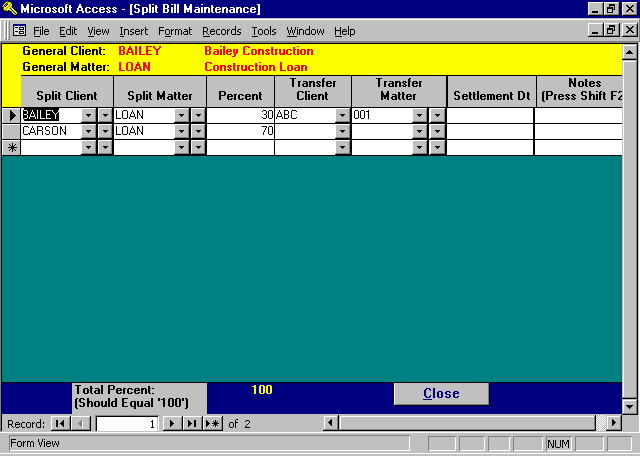 Microsoft Access - [Split Bill Maintenance]
File Edit View Insert Format Records Tools Window Help
General Client: BAILEY Bailey Construction
General Matter: LOAN Construction Loan
Split Client Split Matter Percent Transfer Client Transfer Matter Settlement Dt Notes (Press Shift F2
BAILEY LOAN 30 ABC 001
CARSON LOAN 70
Total Percent: 100 Close
(Should Equal '100')
Record: 1 of 2
Form View NUM